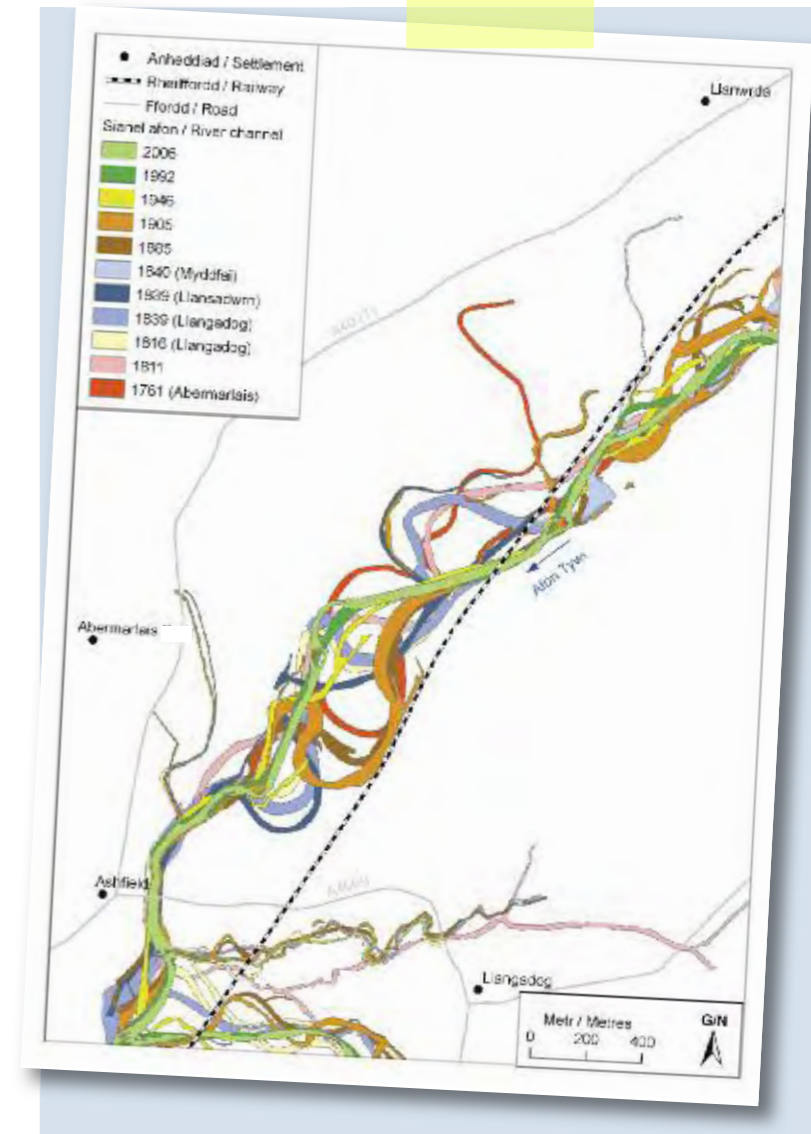 Anheddiad / Settlement
Rheilffordd / Railway
Ffordd / Road
Sianel afon / River channel
2006
1992
1946
1905
1885
1840 (Myddfai)
1839 (Llansadwrn)
1839 (Llangadog)
1816 (Llangadog)
1811
1761 (Abermarlais)
Llanwrda
Afon Tywi
Abermarlais
Ashfield
Llangadog
Metr / Metres
0 200 400
G/N